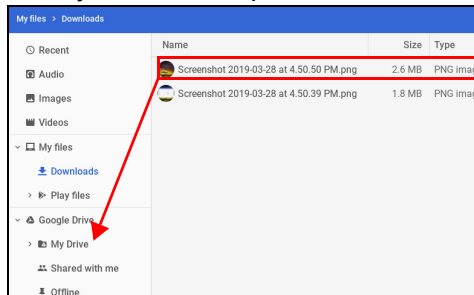 My files > Downloads
Name Size Type
Recent
Screenshot 2019-03-28 at 4.50.50 PM.png 2.6 MB PNG imag
Audio
Screenshot 2019-03-28 at 4.50.39 PM.png 1.8 MB PNG imag
Images
Videos
My files
Downloads
Play files
Google Drive
My Drive
Shared with me
Offline